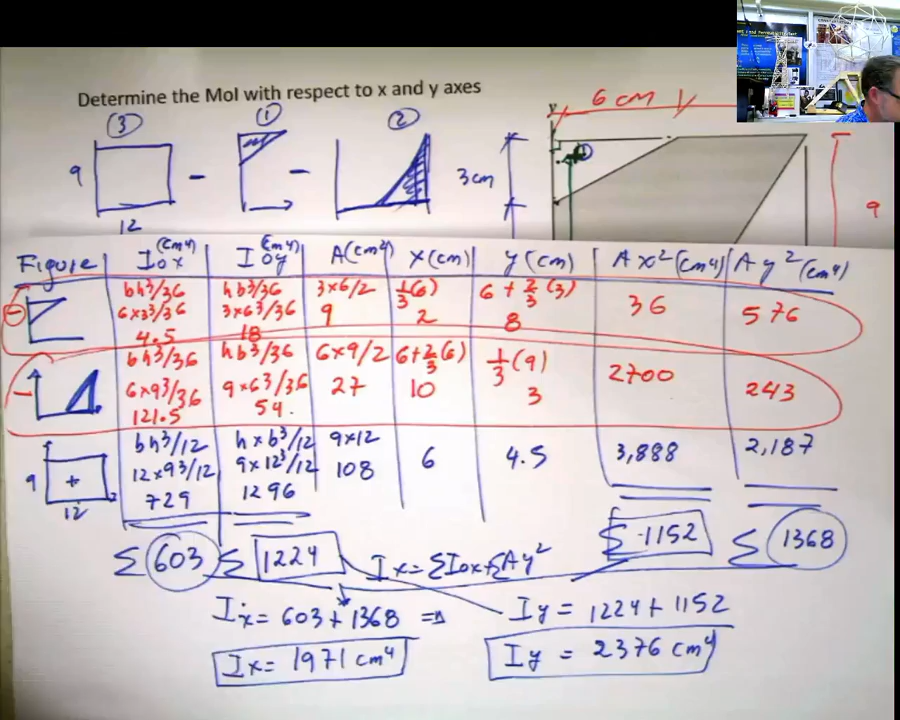 Determine the MoI with respect to x and y axes
③ ① ②
6 cm
9 - - 3cm ① 9
12
Figure I₀x (cm⁴) I₀y (cm⁴) A(cm²) x(cm) y(cm) Ax²(cm⁴) Ay²(cm⁴)
bh³/36 hb³/36 3×6/2 1/3(6) 6+2/3(3)
- 6×3³/36 3×6³/36 9 2 8 36 576
4.5 18
bh³/36 hb³/36 6×9/2 6+2/3(6) 1/3(9)
- 6×9³/36 9×6³/36 27 10 3 2700 243
121.5 54.
bh³/12 h×b³/12 9×12
9 + 12×9³/12 9×12³/12 108 6 4.5 3,888 2,187
12 729 1296
Σ 603 Σ 1224 Ix=ΣIox+ΣAy² Σ -1152 Σ 1368
Ix = 603+1368 ⇒ Iy = 1224+1152
Ix = 1971 cm⁴ Iy = 2376 cm⁴